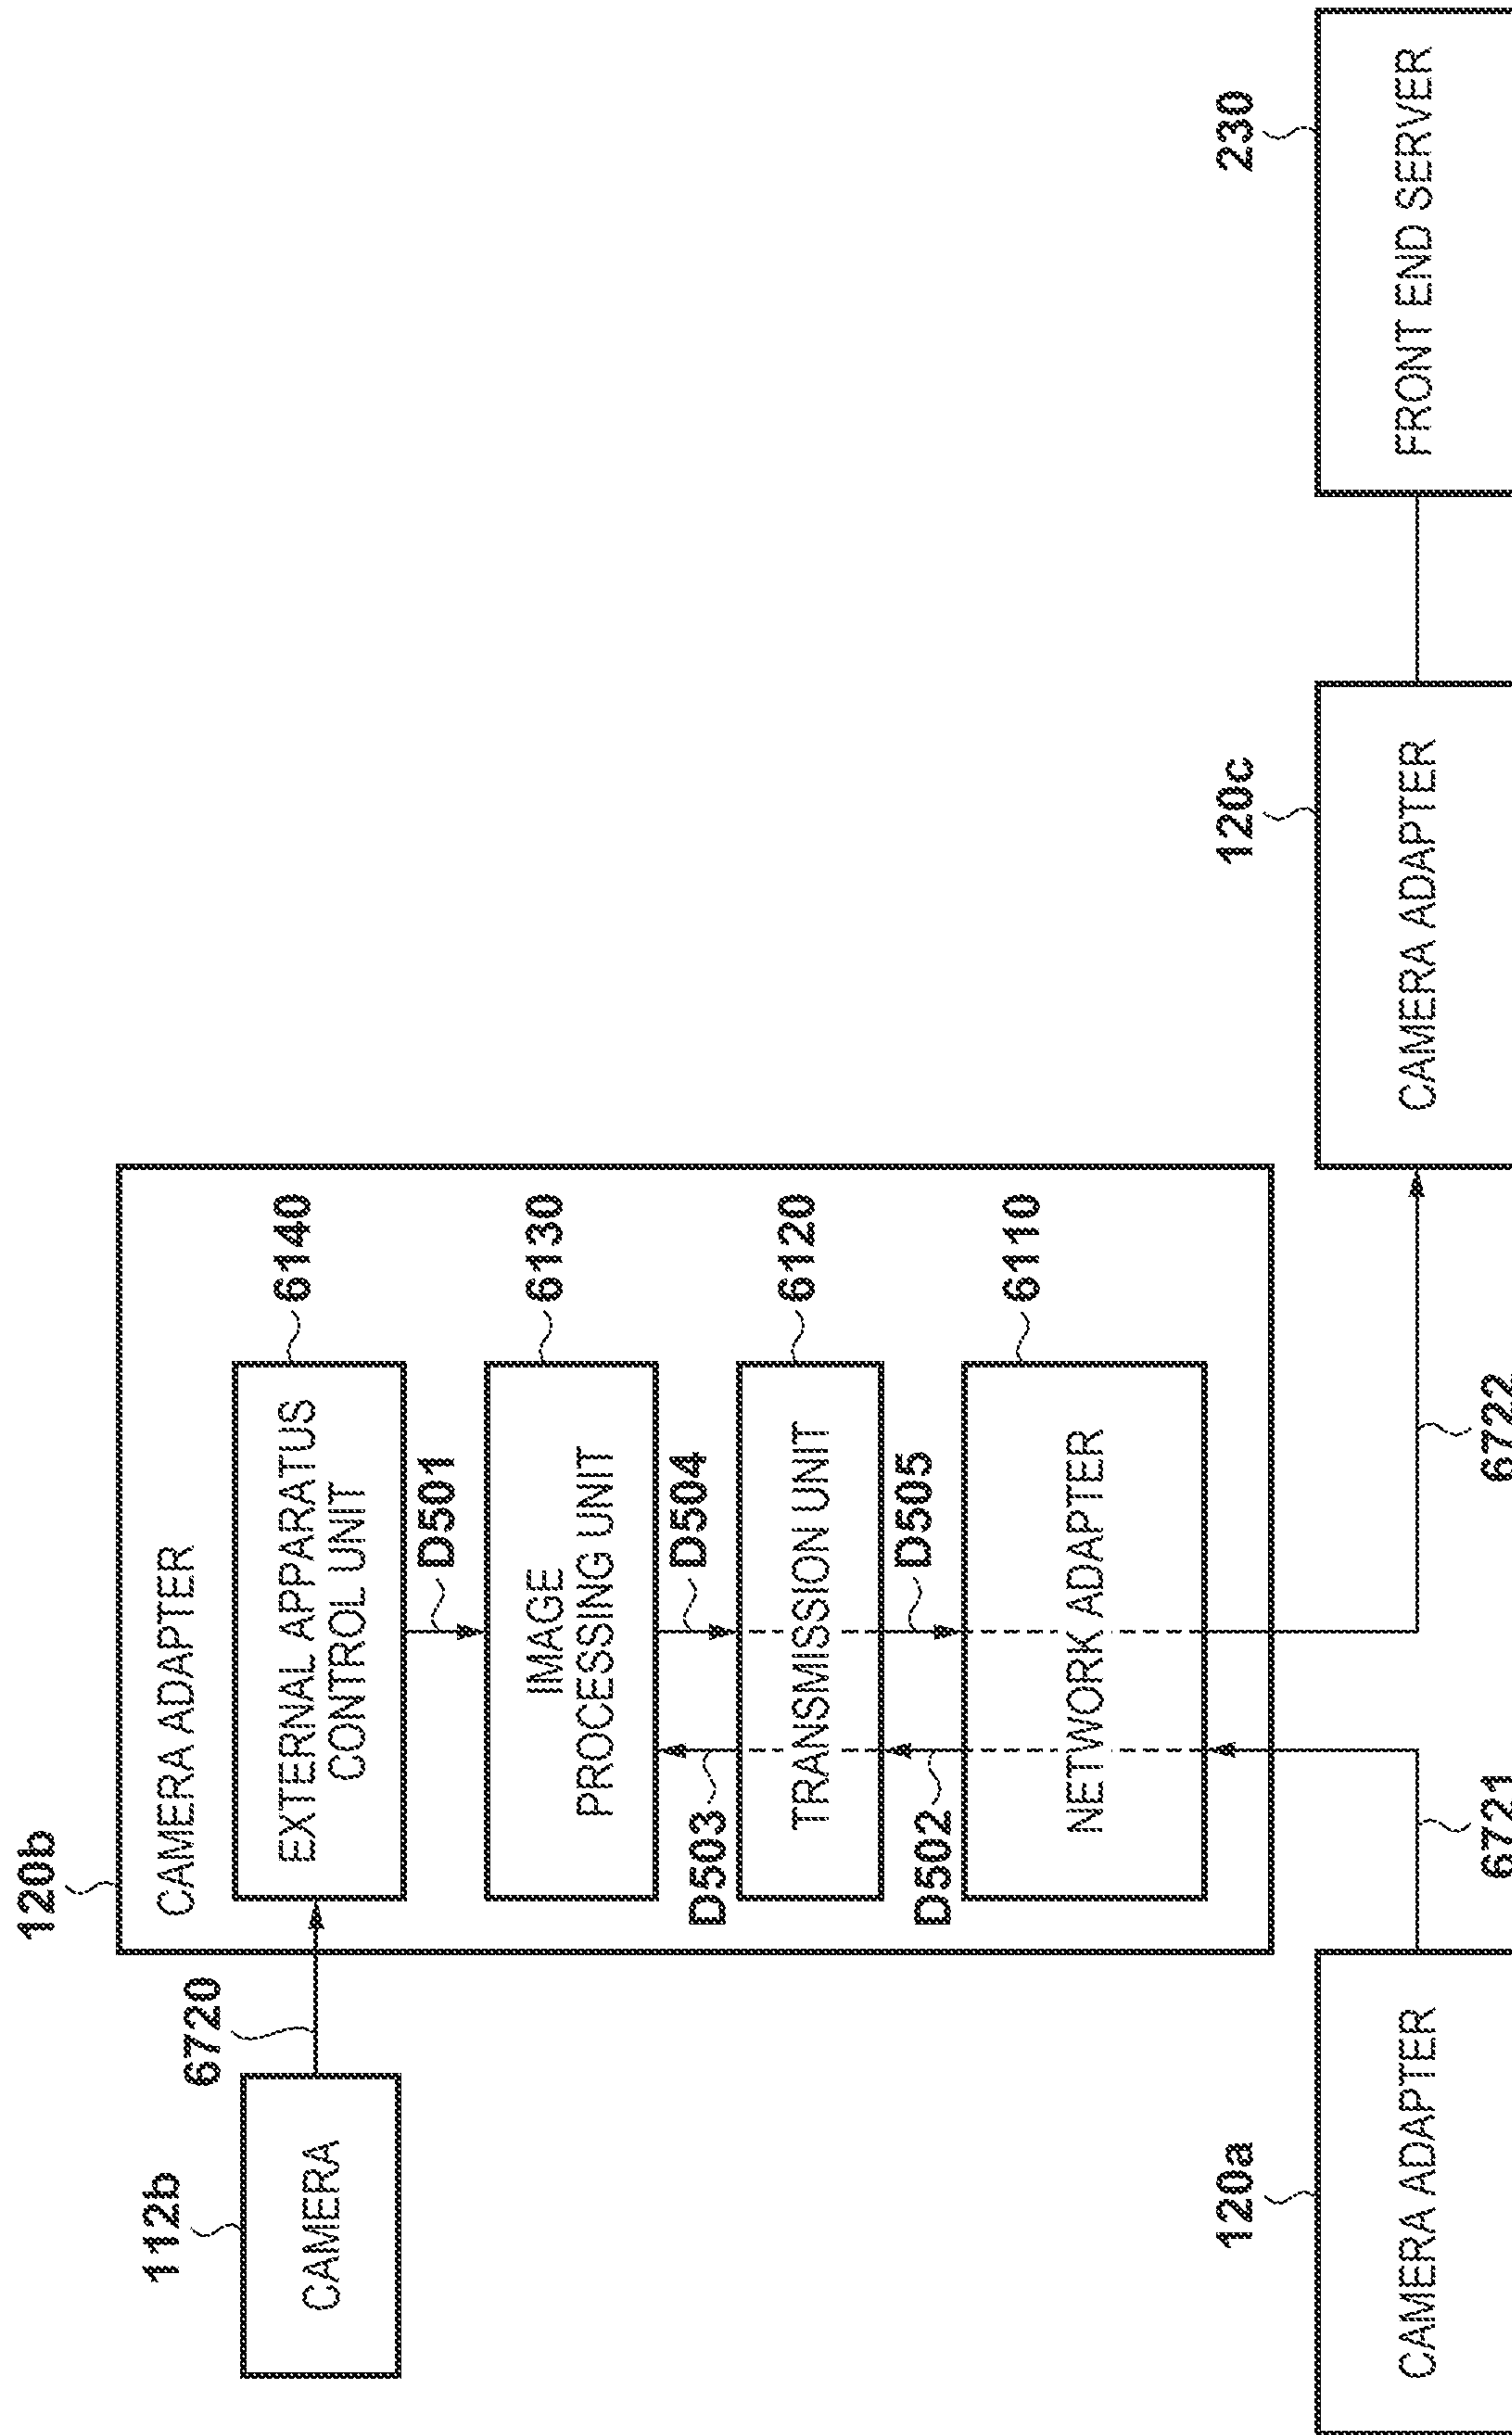 120b
CAMERA ADAPTER
112b
CAMERA
6720
EXTERNAL APPARATUS
CONTROL UNIT
6140
D501
IMAGE
PROCESSING UNIT
6130
D503
D504
TRANSMISSION UNIT
6120
D502
D505
NETWORK ADAPTER
6110
120a
CAMERA ADAPTER
6721
6722
120c
CAMERA ADAPTER
230
FRONT END SERVER